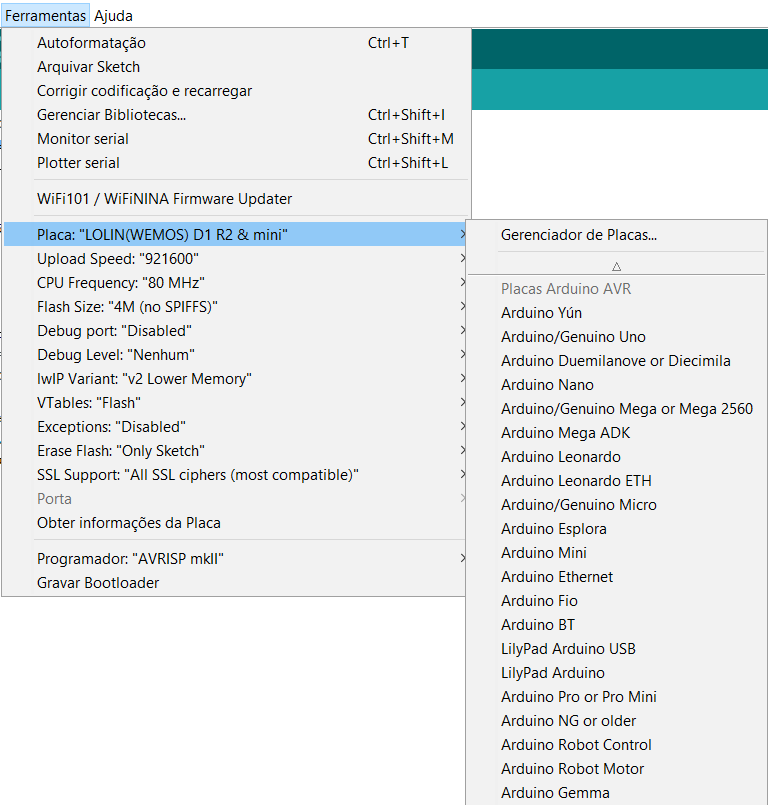 Ferramentas Ajuda
Autoformatação Ctrl+T
Arquivar Sketch
Corrigir codificação e recarregar
Gerenciar Bibliotecas... Ctrl+Shift+I
Monitor serial Ctrl+Shift+M
Plotter serial Ctrl+Shift+L
WiFi101 / WiFiNINA Firmware Updater
Placa: "LOLIN(WEMOS) D1 R2 & mini"
Upload Speed: "921600"
CPU Frequency: "80 MHz"
Flash Size: "4M (no SPIFFS)"
Debug port: "Disabled"
Debug Level: "Nenhum"
lwIP Variant: "v2 Lower Memory"
VTables: "Flash"
Exceptions: "Disabled"
Erase Flash: "Only Sketch"
SSL Support: "All SSL ciphers (most compatible)"
Porta
Obter informações da Placa
Programador: "AVRISP mkII"
Gravar Bootloader
Gerenciador de Placas...
Placas Arduino AVR
Arduino Yún
Arduino/Genuino Uno
Arduino Duemilanove or Diecimila
Arduino Nano
Arduino/Genuino Mega or Mega 2560
Arduino Mega ADK
Arduino Leonardo
Arduino Leonardo ETH
Arduino/Genuino Micro
Arduino Esplora
Arduino Mini
Arduino Ethernet
Arduino Fio
Arduino BT
LilyPad Arduino USB
LilyPad Arduino
Arduino Pro or Pro Mini
Arduino NG or older
Arduino Robot Control
Arduino Robot Motor
Arduino Gemma